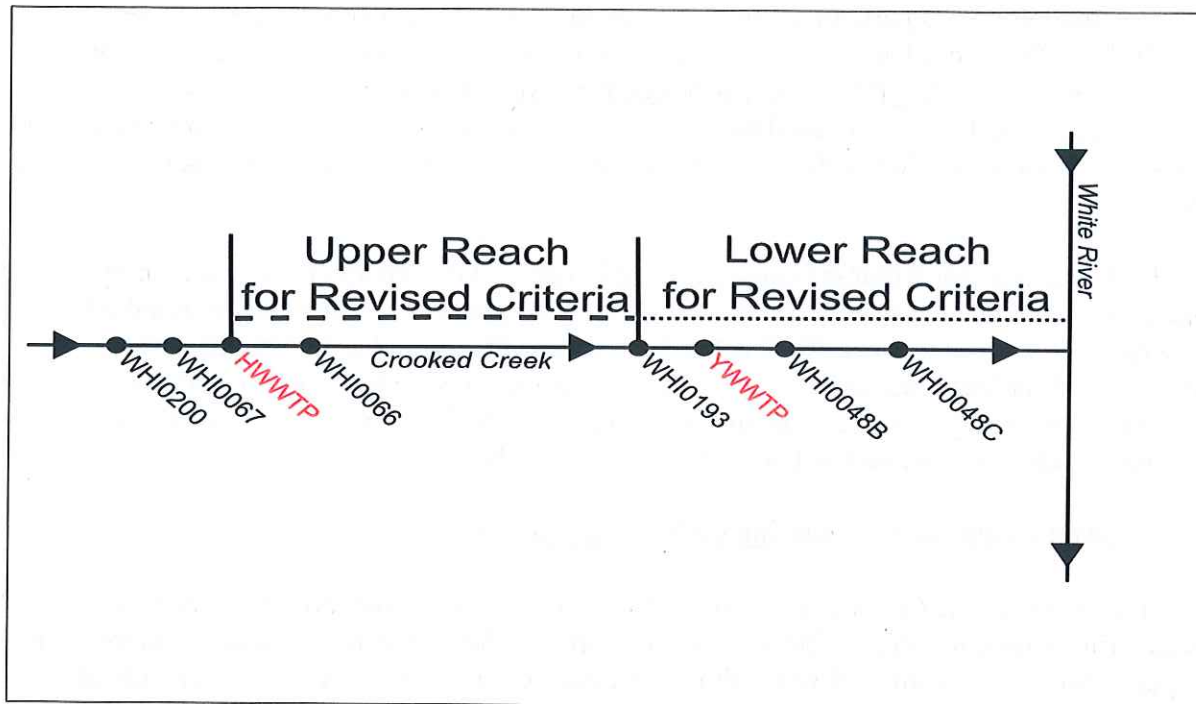 Upper Reach
for Revised Criteria
Lower Reach
for Revised Criteria
White River
Crooked Creek
WHI0200
WHI0067
HWWTP
WHI0066
WHI0193
YWWTP
WHI0048B
WHI0048C